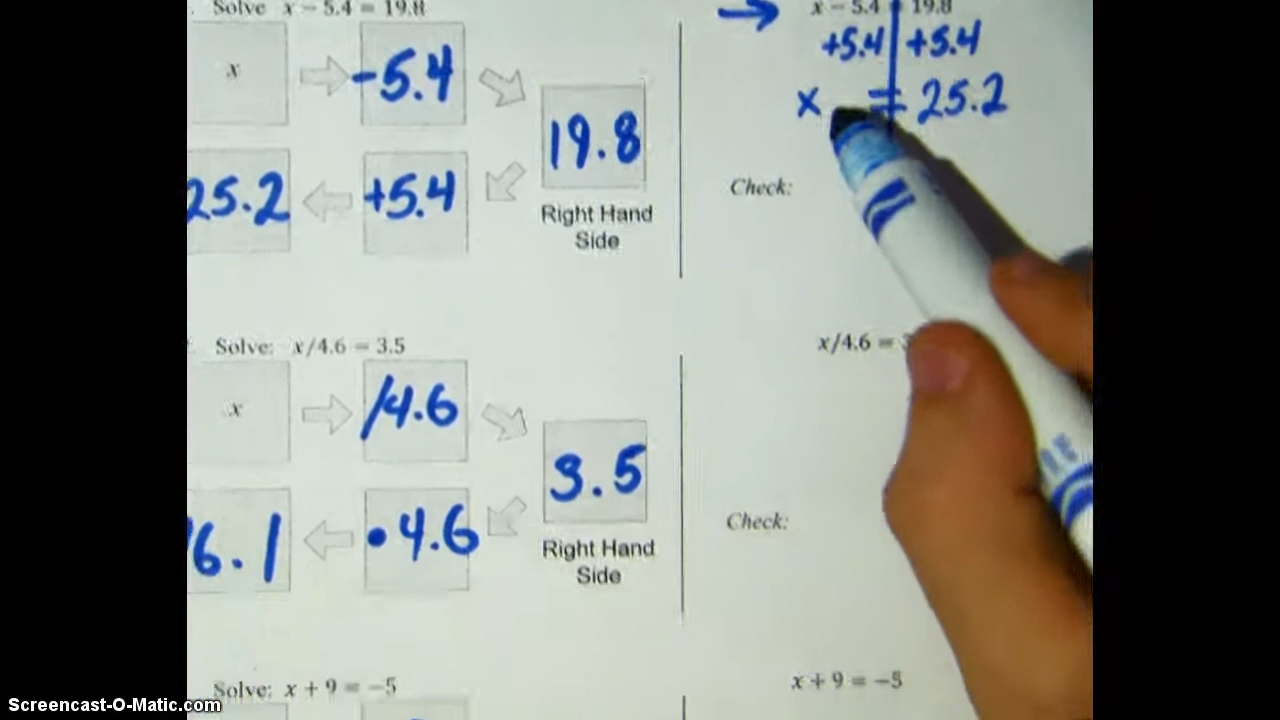 Solve x − 5.4 = 19.8
x
-5.4
19.8
25.2
+5.4
Right Hand
Side
x − 5.4 19.8
+5.4 +5.4
x = 25.2
Check:
Solve: x/4.6 = 3.5
x
/4.6
3.5
6.1
•4.6
Right Hand
Side
x/4.6 =
Check:
Solve: x + 9 = −5
x + 9 = −5
Screencast-O-Matic.com